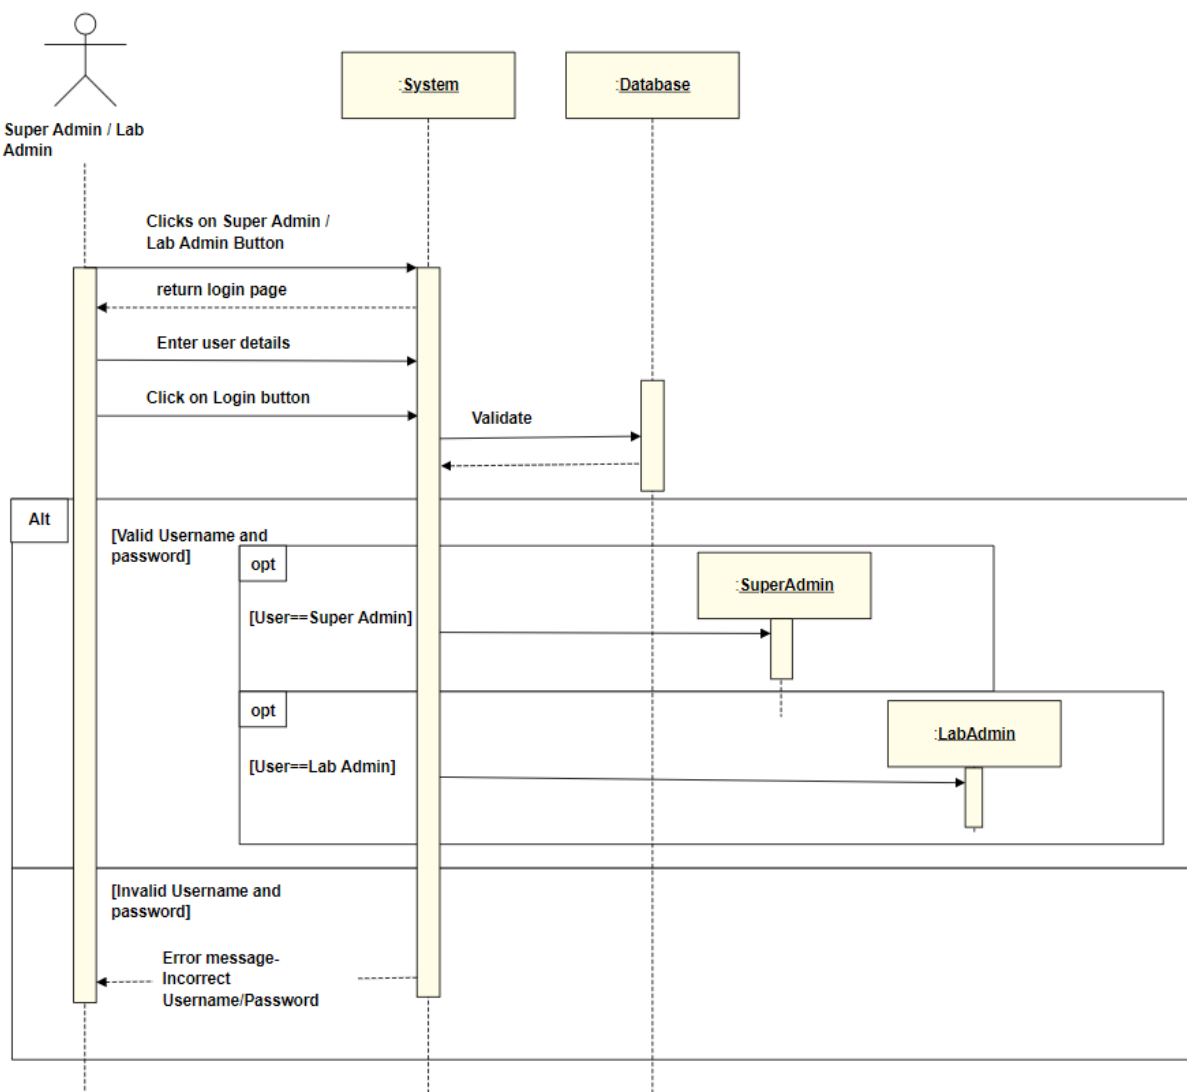 :System
:Database
Super Admin / Lab
Admin
Clicks on Super Admin /
Lab Admin Button
return login page
Enter user details
Click on Login button
Validate
Alt
[Valid Username and
password]
opt
:SuperAdmin
[User==Super Admin]
opt
:LabAdmin
[User==Lab Admin]
[Invalid Username and
password]
Error message-
Incorrect
Username/Password